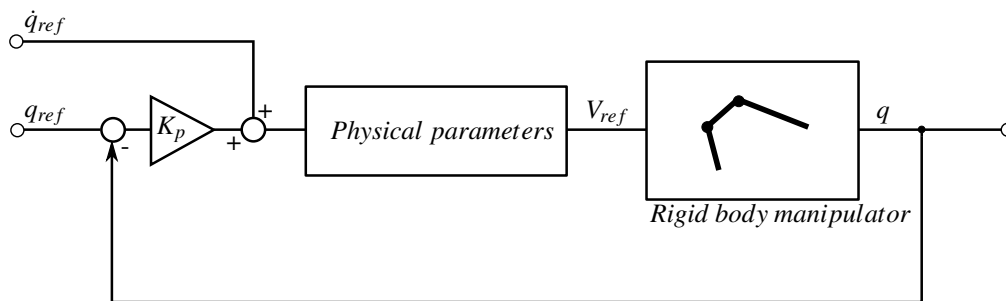 q̇ref
qref
Kp
+
+
-
Physical parameters
Vref
q
Rigid body manipulator